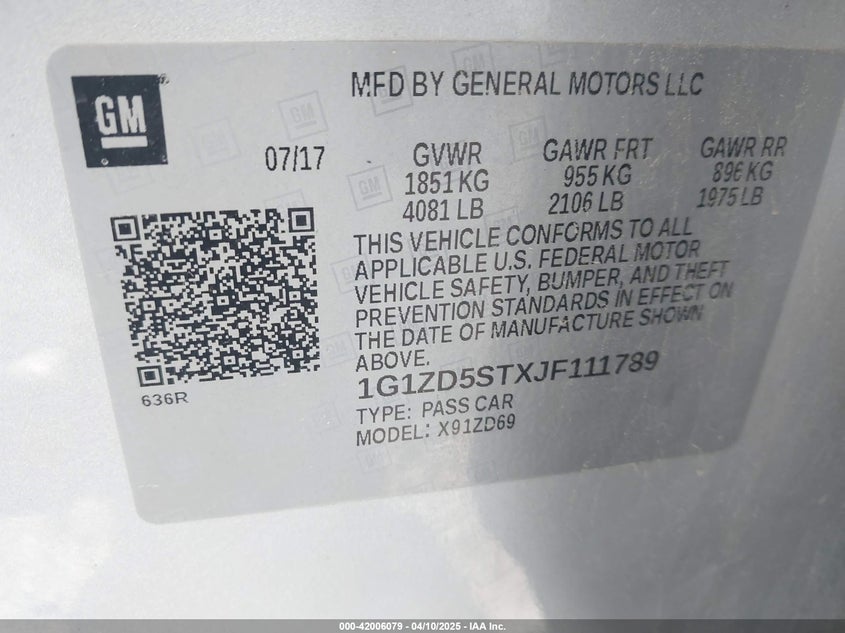 GM
MFD BY GENERAL MOTORS LLC
07/17
GVWR GAWR FRT GAWR RR
1851 KG 955 KG 896 KG
4081 LB 2106 LB 1975 LB
THIS VEHICLE CONFORMS TO ALL
APPLICABLE U.S. FEDERAL MOTOR
VEHICLE SAFETY, BUMPER, AND THEFT
PREVENTION STANDARDS IN EFFECT ON
THE DATE OF MANUFACTURE SHOWN
ABOVE.
1G1ZD5STXJF111789
636R
TYPE: PASS CAR
MODEL: X91ZD69
000-42006079 - 04/10/2025 - IAA Inc.